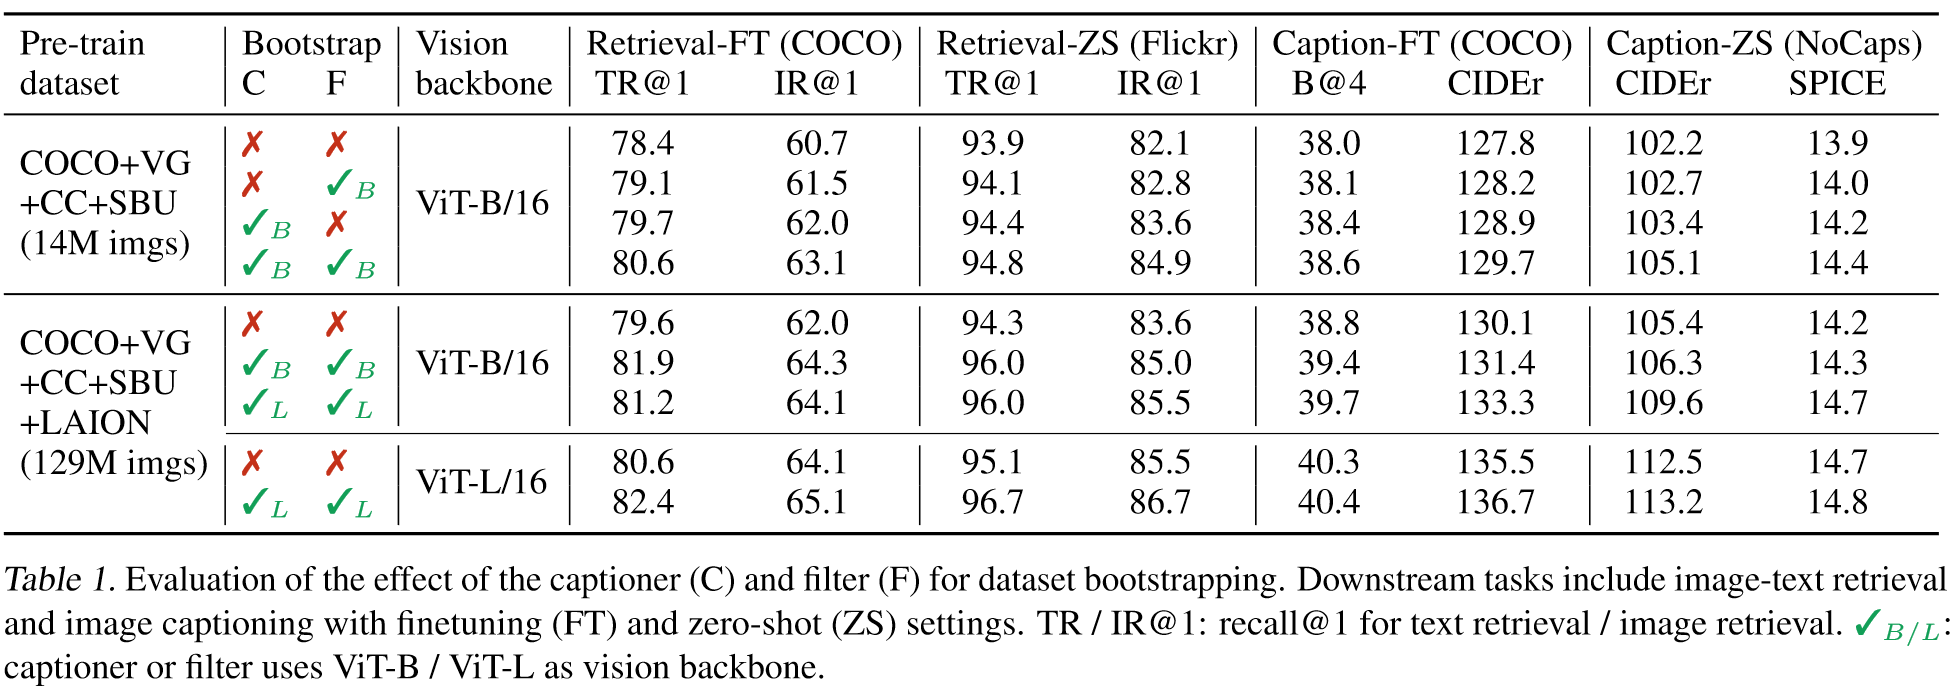 Pre-train Bootstrap Vision Retrieval-FT (COCO) Retrieval-ZS (Flickr) Caption-FT (COCO) Caption-ZS (NoCaps)
dataset C F backbone TR@1 IR@1 TR@1 IR@1 B@4 CIDEr CIDEr SPICE
COCO+VG
+CC+SBU
(14M imgs)
ViT-B/16
✗ ✗ 78.4 60.7 93.9 82.1 38.0 127.8 102.2 13.9
✗ ✓B 79.1 61.5 94.1 82.8 38.1 128.2 102.7 14.0
✓B ✗ 79.7 62.0 94.4 83.6 38.4 128.9 103.4 14.2
✓B ✓B 80.6 63.1 94.8 84.9 38.6 129.7 105.1 14.4
COCO+VG
+CC+SBU
+LAION
(129M imgs)
ViT-B/16
✗ ✗ 79.6 62.0 94.3 83.6 38.8 130.1 105.4 14.2
✓B ✓B 81.9 64.3 96.0 85.0 39.4 131.4 106.3 14.3
✓L ✓L 81.2 64.1 96.0 85.5 39.7 133.3 109.6 14.7
ViT-L/16
✗ ✗ 80.6 64.1 95.1 85.5 40.3 135.5 112.5 14.7
✓L ✓L 82.4 65.1 96.7 86.7 40.4 136.7 113.2 14.8
Table 1. Evaluation of the effect of the captioner (C) and filter (F) for dataset bootstrapping. Downstream tasks include image-text retrieval
and image captioning with finetuning (FT) and zero-shot (ZS) settings. TR / IR@1: recall@1 for text retrieval / image retrieval. ✓B/L:
captioner or filter uses ViT-B / ViT-L as vision backbone.